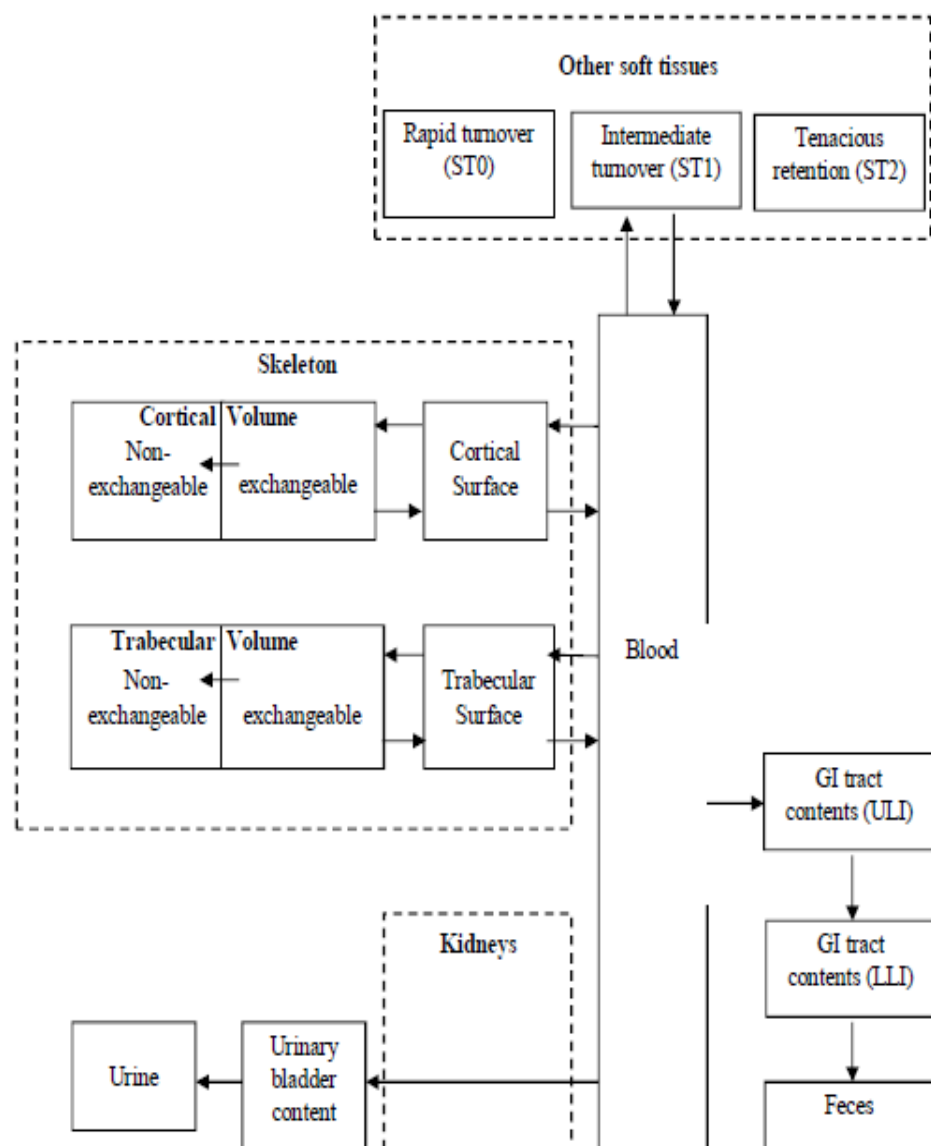 Other soft tissues
Rapid turnover
(ST0)
Intermediate
turnover (ST1)
Tenacious
retention (ST2)
Skeleton
Cortical Volume
Non-
exchangeable
exchangeable
Cortical
Surface
Trabecular Volume
Non-
exchangeable
exchangeable
Trabecular
Surface
Blood
GI tract
contents (ULI)
GI tract
contents (LLI)
Feces
Kidneys
Urinary
bladder
content
Urine